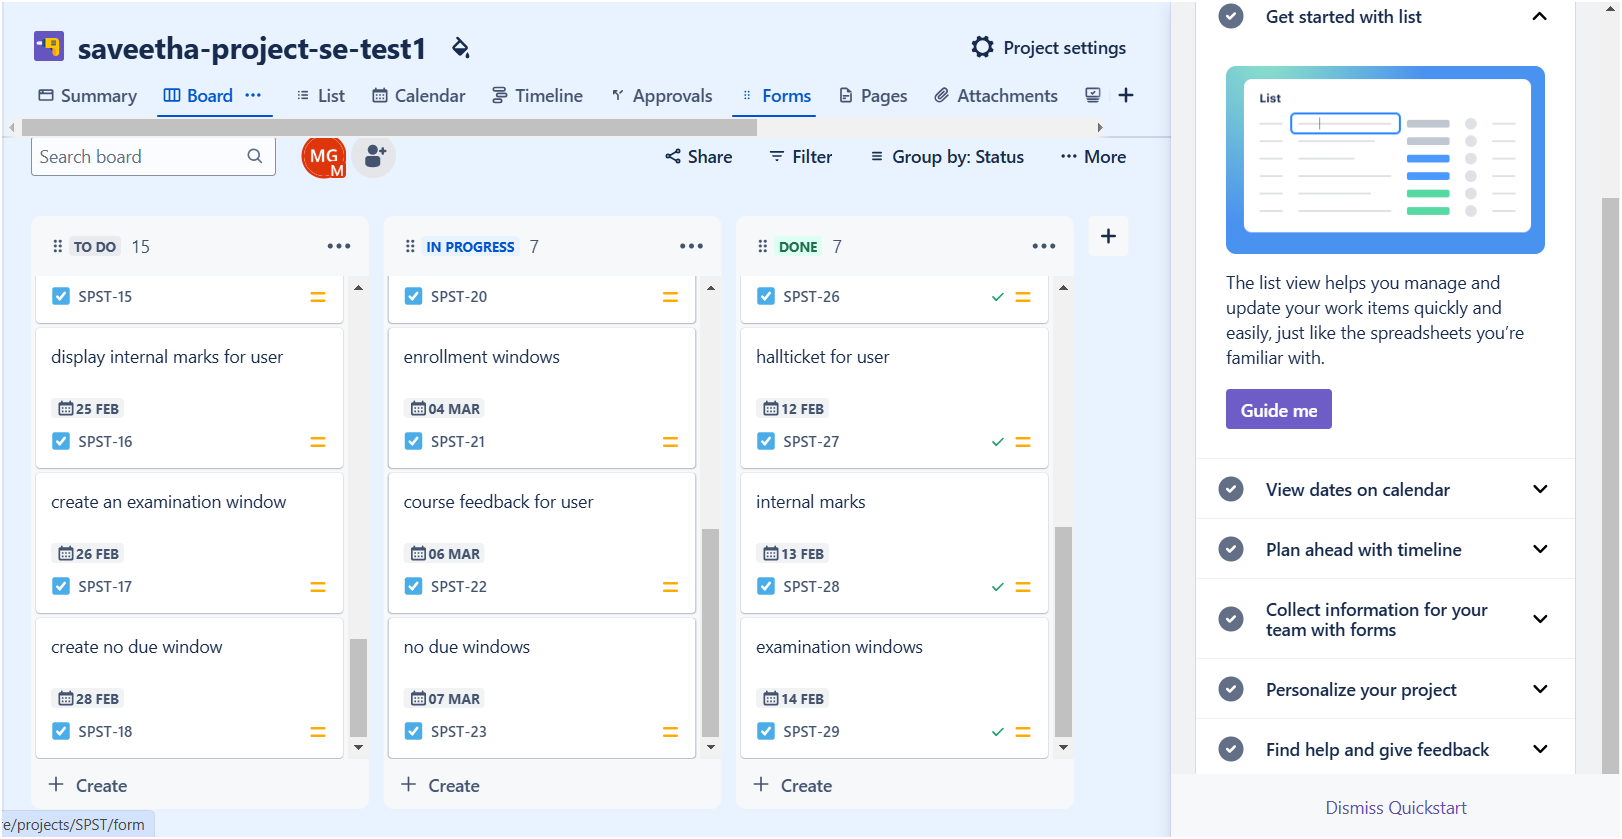 saveetha-project-se-test1
Project settings
Summary
Board
List
Calendar
Timeline
Approvals
Forms
Pages
Attachments
Search board
MG
M
Share
Filter
Group by: Status
More
TO DO 15
SPST-15
display internal marks for user
25 FEB
SPST-16
create an examination window
26 FEB
SPST-17
create no due window
28 FEB
SPST-18
Create
IN PROGRESS 7
SPST-20
enrollment windows
04 MAR
SPST-21
course feedback for user
06 MAR
SPST-22
no due windows
07 MAR
SPST-23
Create
DONE 7
SPST-26
hallticket for user
12 FEB
SPST-27
internal marks
13 FEB
SPST-28
examination windows
14 FEB
SPST-29
Create
re/projects/SPST/form
Get started with list
List
The list view helps you manage and
update your work items quickly and
easily, just like the spreadsheets you’re
familiar with.
Guide me
View dates on calendar
Plan ahead with timeline
Collect information for your
team with forms
Personalize your project
Find help and give feedback
Dismiss Quickstart